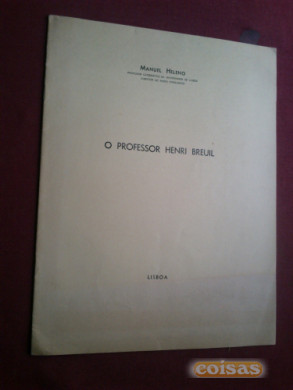 MANUEL HELENO
O PROFESSOR HENRI BREUIL
LISBOA
coisas